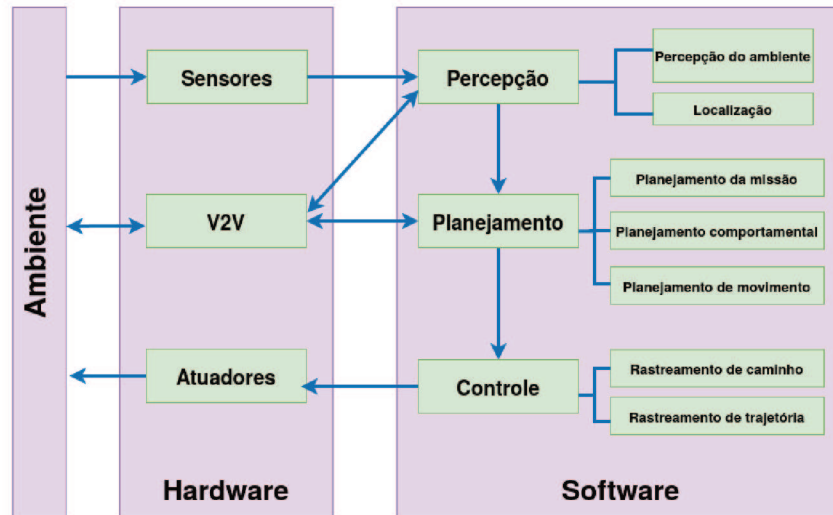 Ambiente
Sensores
V2V
Atuadores
Hardware
Percepção
Planejamento
Controle
Percepção do ambiente
Localização
Planejamento da missão
Planejamento comportamental
Planejamento de movimento
Rastreamento de caminho
Rastreamento de trajetória
Software